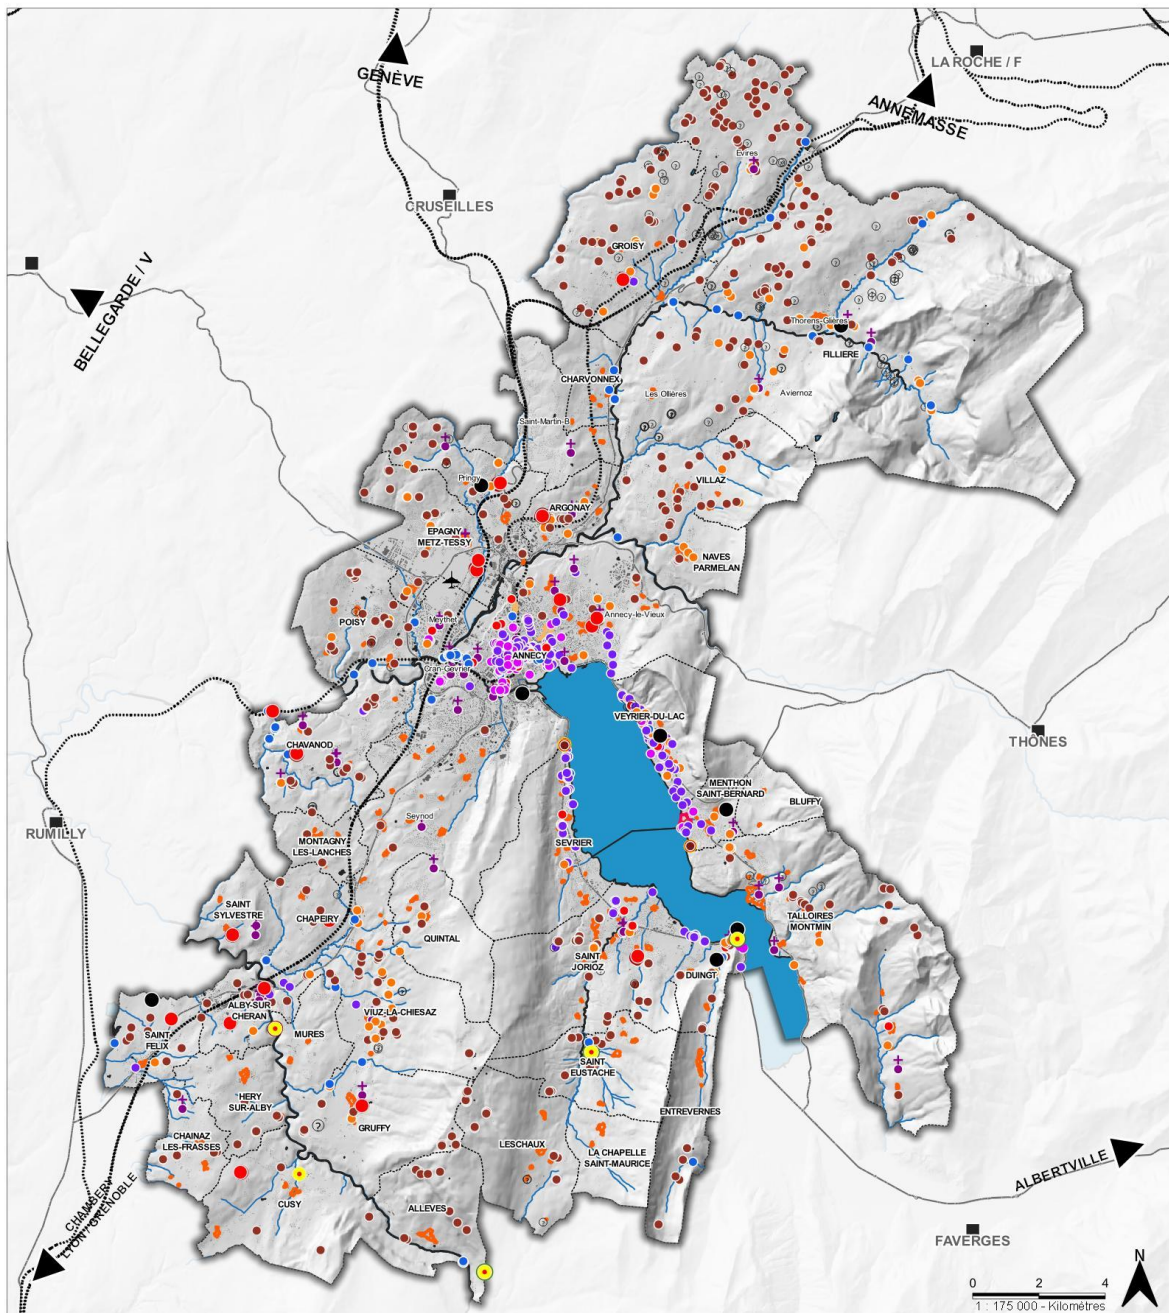 GENÈVE
LA ROCHE / F
ANNEMASSE
CRUSEILLES
Evires
BELLEGARDE / V
GROISY
Thorens-Glières
FILLIERE
CHARVONNEX
Les Ollières
Aviernoz
Saint-Martin-B
Pringy
VILLAZ
ARGONAY
EPAGNY
METZ-TESSY
NAVES
PARMELAN
POISY
Meythet
Annecy-le-Vieux
ANNECY
Cran-Gevrier
VEYRIER-DU-LAC
THÔNES
CHAVANOD
MENTHON
SAINT-BERNARD
BLUFFY
RUMILLY
Seynod
MONTAGNY
LES-LANCHES
SEVRIER
SAINT
SYLVESTRE
CHAPEIRY
TALLOIRES
MONTMIN
QUINTAL
SAINT
JORIOZ
DUINGT
ALBY-SUR
CHERAN
VIUZ-LA-CHIESAZ
SAINT
FELIX
MURES
SAINT
EUSTACHE
HERY
SUR-ALBY
ENTREVERNES
GRUFFY
CHAINAZ
LES-FRASSES
LESCHAUX
LA CHAPELLE
SAINT-MAURICE
ALBERTVILLE
CUSY
ALLEVES
CHAMBERY
LYON / GRENOBLE
FAVERGES
N
0 2 4
1 : 175 000 - Kilomètres